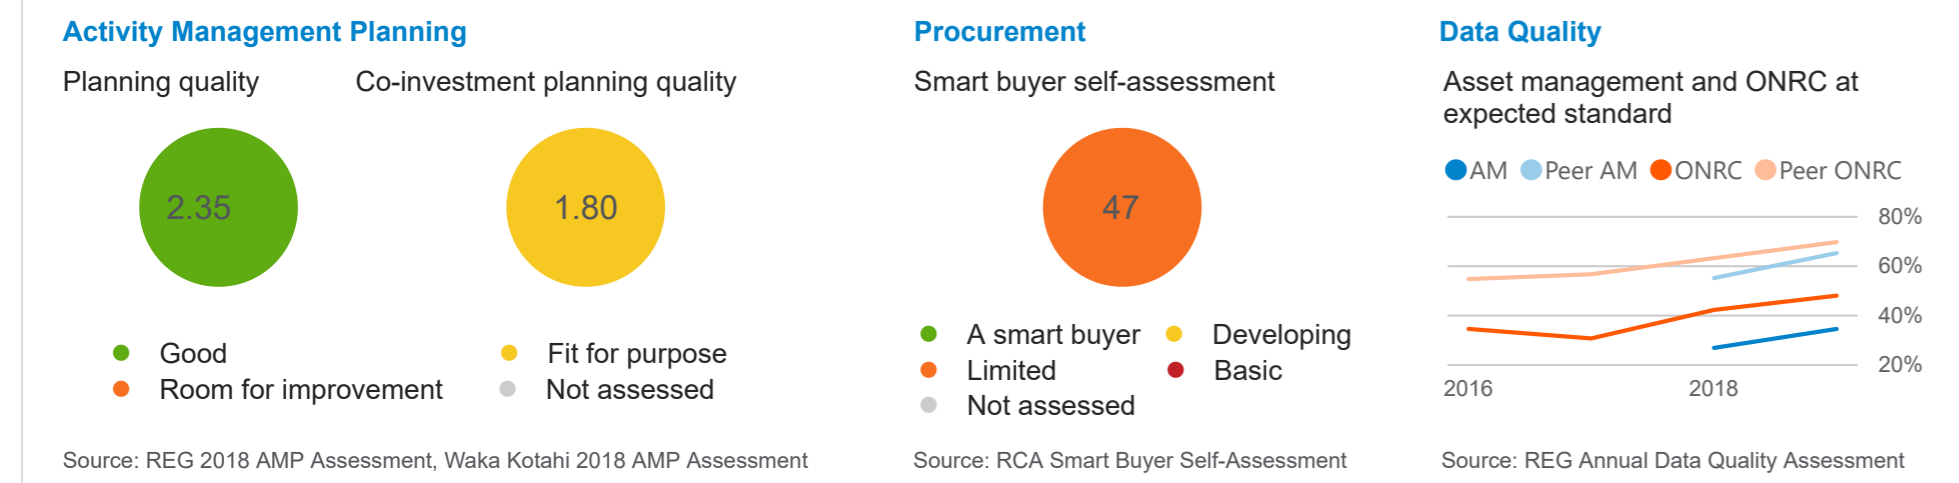 Activity Management Planning
Planning quality
Co-investment planning quality
2.35
1.80
Good
Fit for purpose
Room for improvement
Not assessed
Source: REG 2018 AMP Assessment, Waka Kotahi 2018 AMP Assessment
Procurement
Smart buyer self-assessment
47
A smart buyer
Developing
Limited
Basic
Not assessed
Source: RCA Smart Buyer Self-Assessment
Data Quality
Asset management and ONRC at
expected standard
AM Peer AM ONRC Peer ONRC
80%
60%
40%
20%
2016 2018
Source: REG Annual Data Quality Assessment